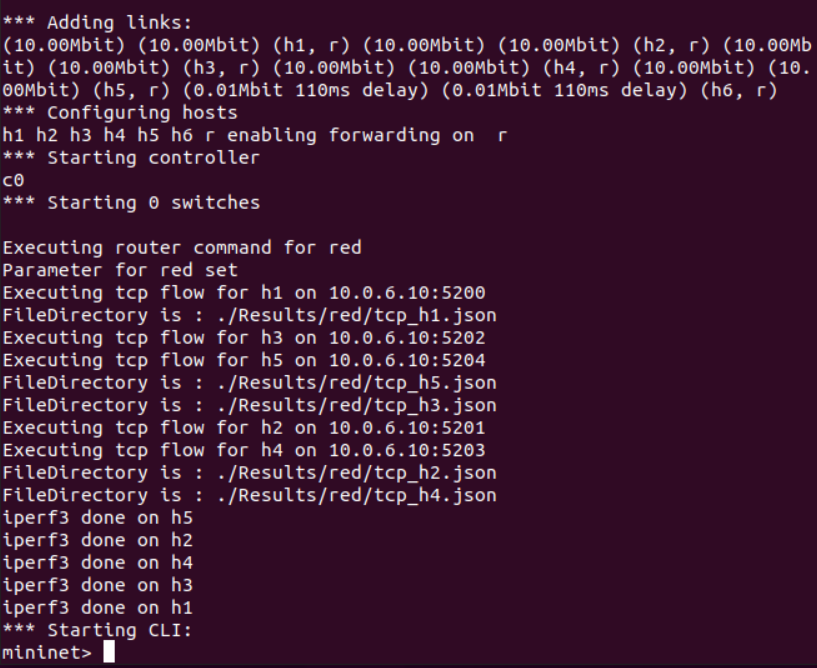 *** Adding links:
(10.00Mbit) (10.00Mbit) (h1, r) (10.00Mbit) (10.00Mbit) (h2, r) (10.00Mb
it) (10.00Mbit) (h3, r) (10.00Mbit) (10.00Mbit) (h4, r) (10.00Mbit) (10.
00Mbit) (h5, r) (0.01Mbit 110ms delay) (0.01Mbit 110ms delay) (h6, r)
*** Configuring hosts
h1 h2 h3 h4 h5 h6 r enabling forwarding on  r
*** Starting controller
c0
*** Starting 0 switches

Executing router command for red
Parameter for red set
Executing tcp flow for h1 on 10.0.6.10:5200
FileDirectory is : ./Results/red/tcp_h1.json
Executing tcp flow for h3 on 10.0.6.10:5202
Executing tcp flow for h5 on 10.0.6.10:5204
FileDirectory is : ./Results/red/tcp_h5.json
FileDirectory is : ./Results/red/tcp_h3.json
Executing tcp flow for h2 on 10.0.6.10:5201
Executing tcp flow for h4 on 10.0.6.10:5203
FileDirectory is : ./Results/red/tcp_h2.json
FileDirectory is : ./Results/red/tcp_h4.json
iperf3 done on h5
iperf3 done on h2
iperf3 done on h4
iperf3 done on h3
iperf3 done on h1
*** Starting CLI:
mininet>